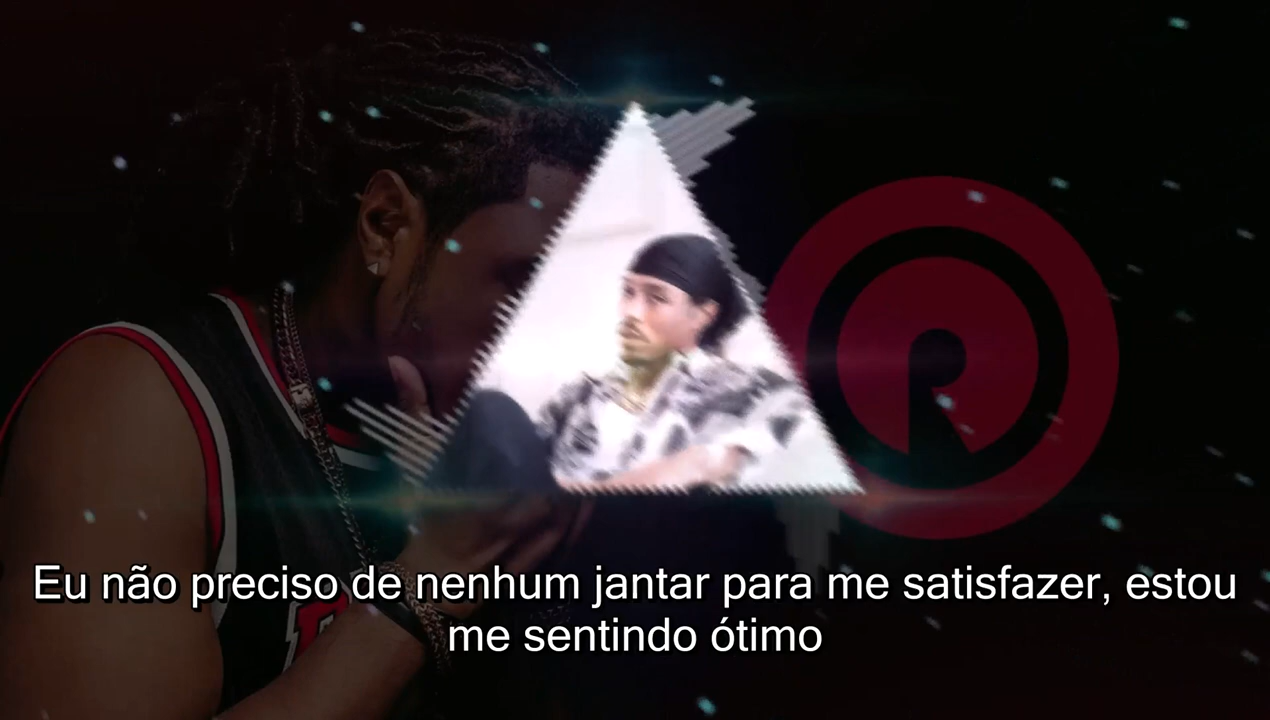 Eu não preciso de nenhum jantar para me satisfazer, estou
me sentindo ótimo